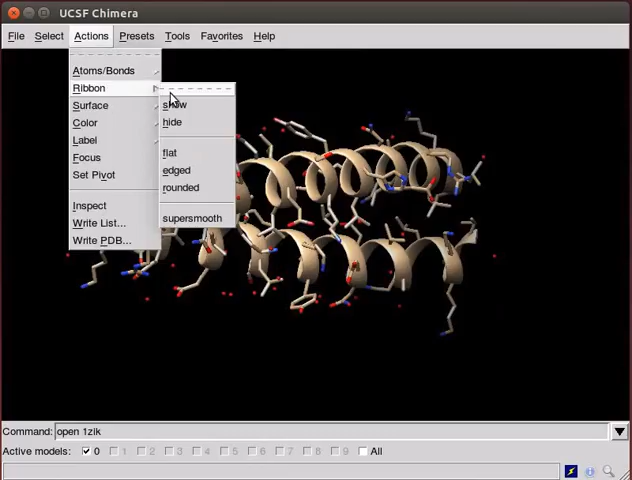 UCSF Chimera
File Select Actions Presets Tools Favorites Help
Atoms/Bonds
Ribbon
Surface
Color
Label
Focus
Set Pivot
Inspect
Write List...
Write PDB...
show
hide
flat
edged
rounded
supersmooth
Command: open 1zik
Active models: 0 1 2 3 4 5 6 7 8 9 All